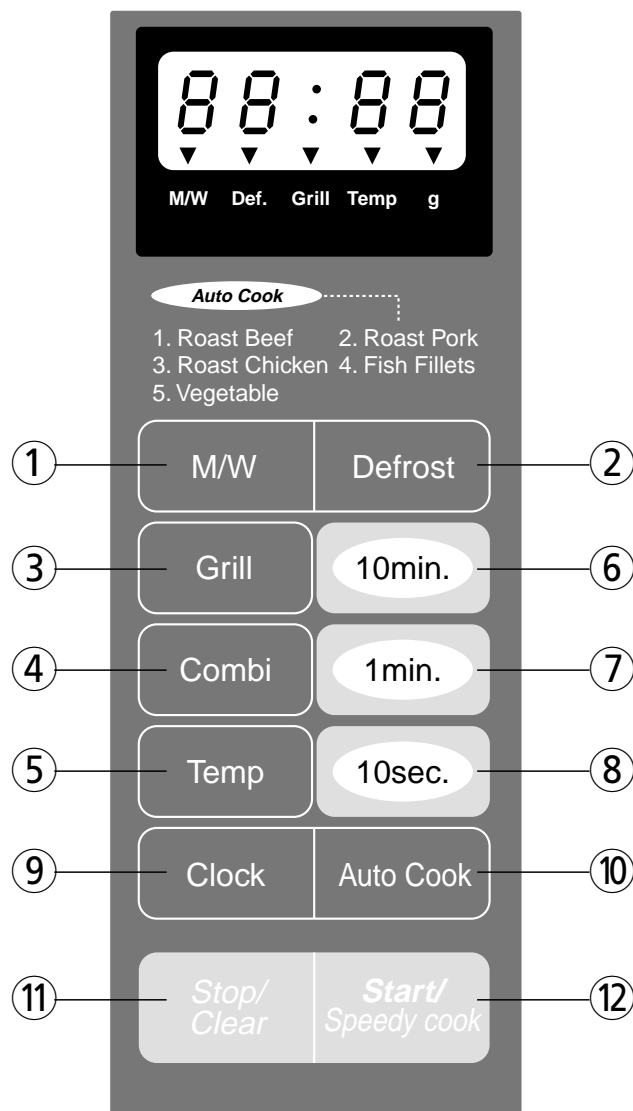 88:88
M/W Def. Grill Temp g
Auto Cook
1. Roast Beef 2. Roast Pork
3. Roast Chicken 4. Fish Fillets
5. Vegetable
1 M/W Defrost 2
3 Grill 10min. 6
4 Combi 1min. 7
5 Temp 10sec. 8
9 Clock Auto Cook 10
11 Stop/ Start/ 12
Clear Speedy cook